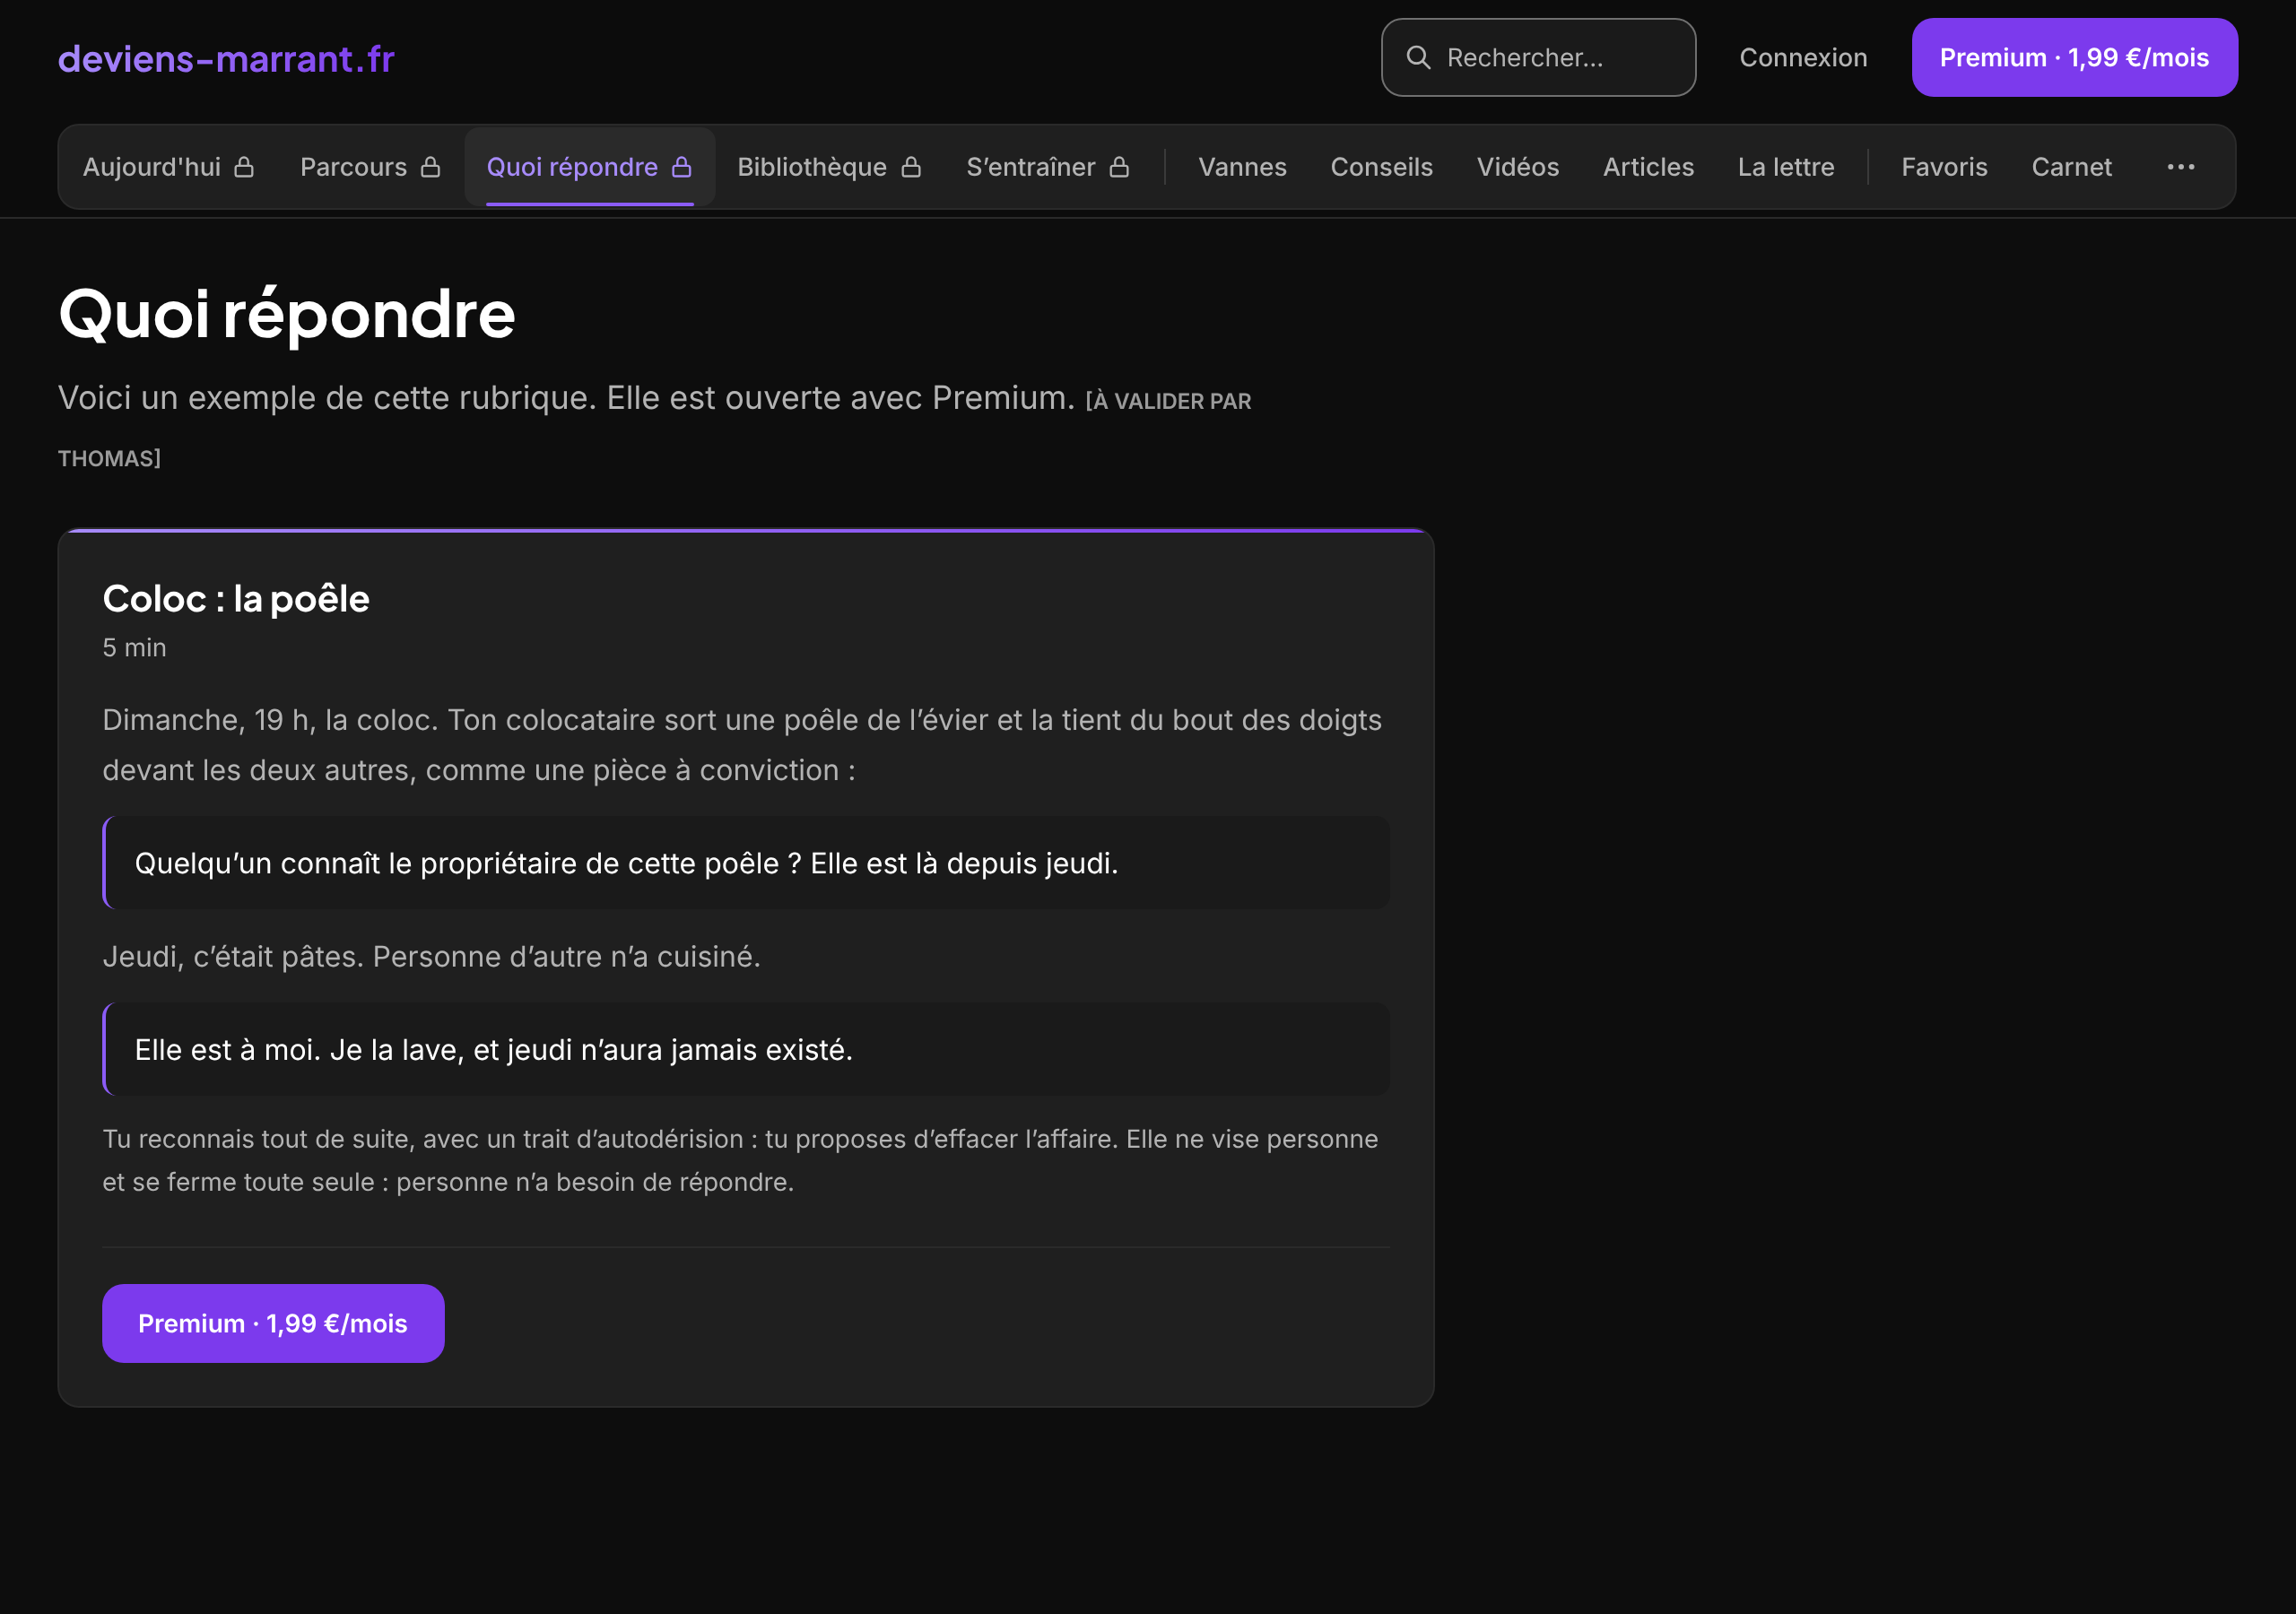 deviens-marrant.fr
Rechercher...
Connexion
Premium · 1,99 €/mois
Aujourd'hui
Parcours
Quoi répondre
Bibliothèque
S’entraîner
Vannes
Conseils
Vidéos
Articles
La lettre
Favoris
Carnet
Quoi répondre
Voici un exemple de cette rubrique. Elle est ouverte avec Premium. [À VALIDER PAR
THOMAS]
Coloc : la poêle
5 min
Dimanche, 19 h, la coloc. Ton colocataire sort une poêle de l’évier et la tient du bout des doigts
devant les deux autres, comme une pièce à conviction :
Quelqu’un connaît le propriétaire de cette poêle ? Elle est là depuis jeudi.
Jeudi, c’était pâtes. Personne d’autre n’a cuisiné.
Elle est à moi. Je la lave, et jeudi n’aura jamais existé.
Tu reconnais tout de suite, avec un trait d’autodérision : tu proposes d’effacer l’affaire. Elle ne vise personne
et se ferme toute seule : personne n’a besoin de répondre.
Premium · 1,99 €/mois